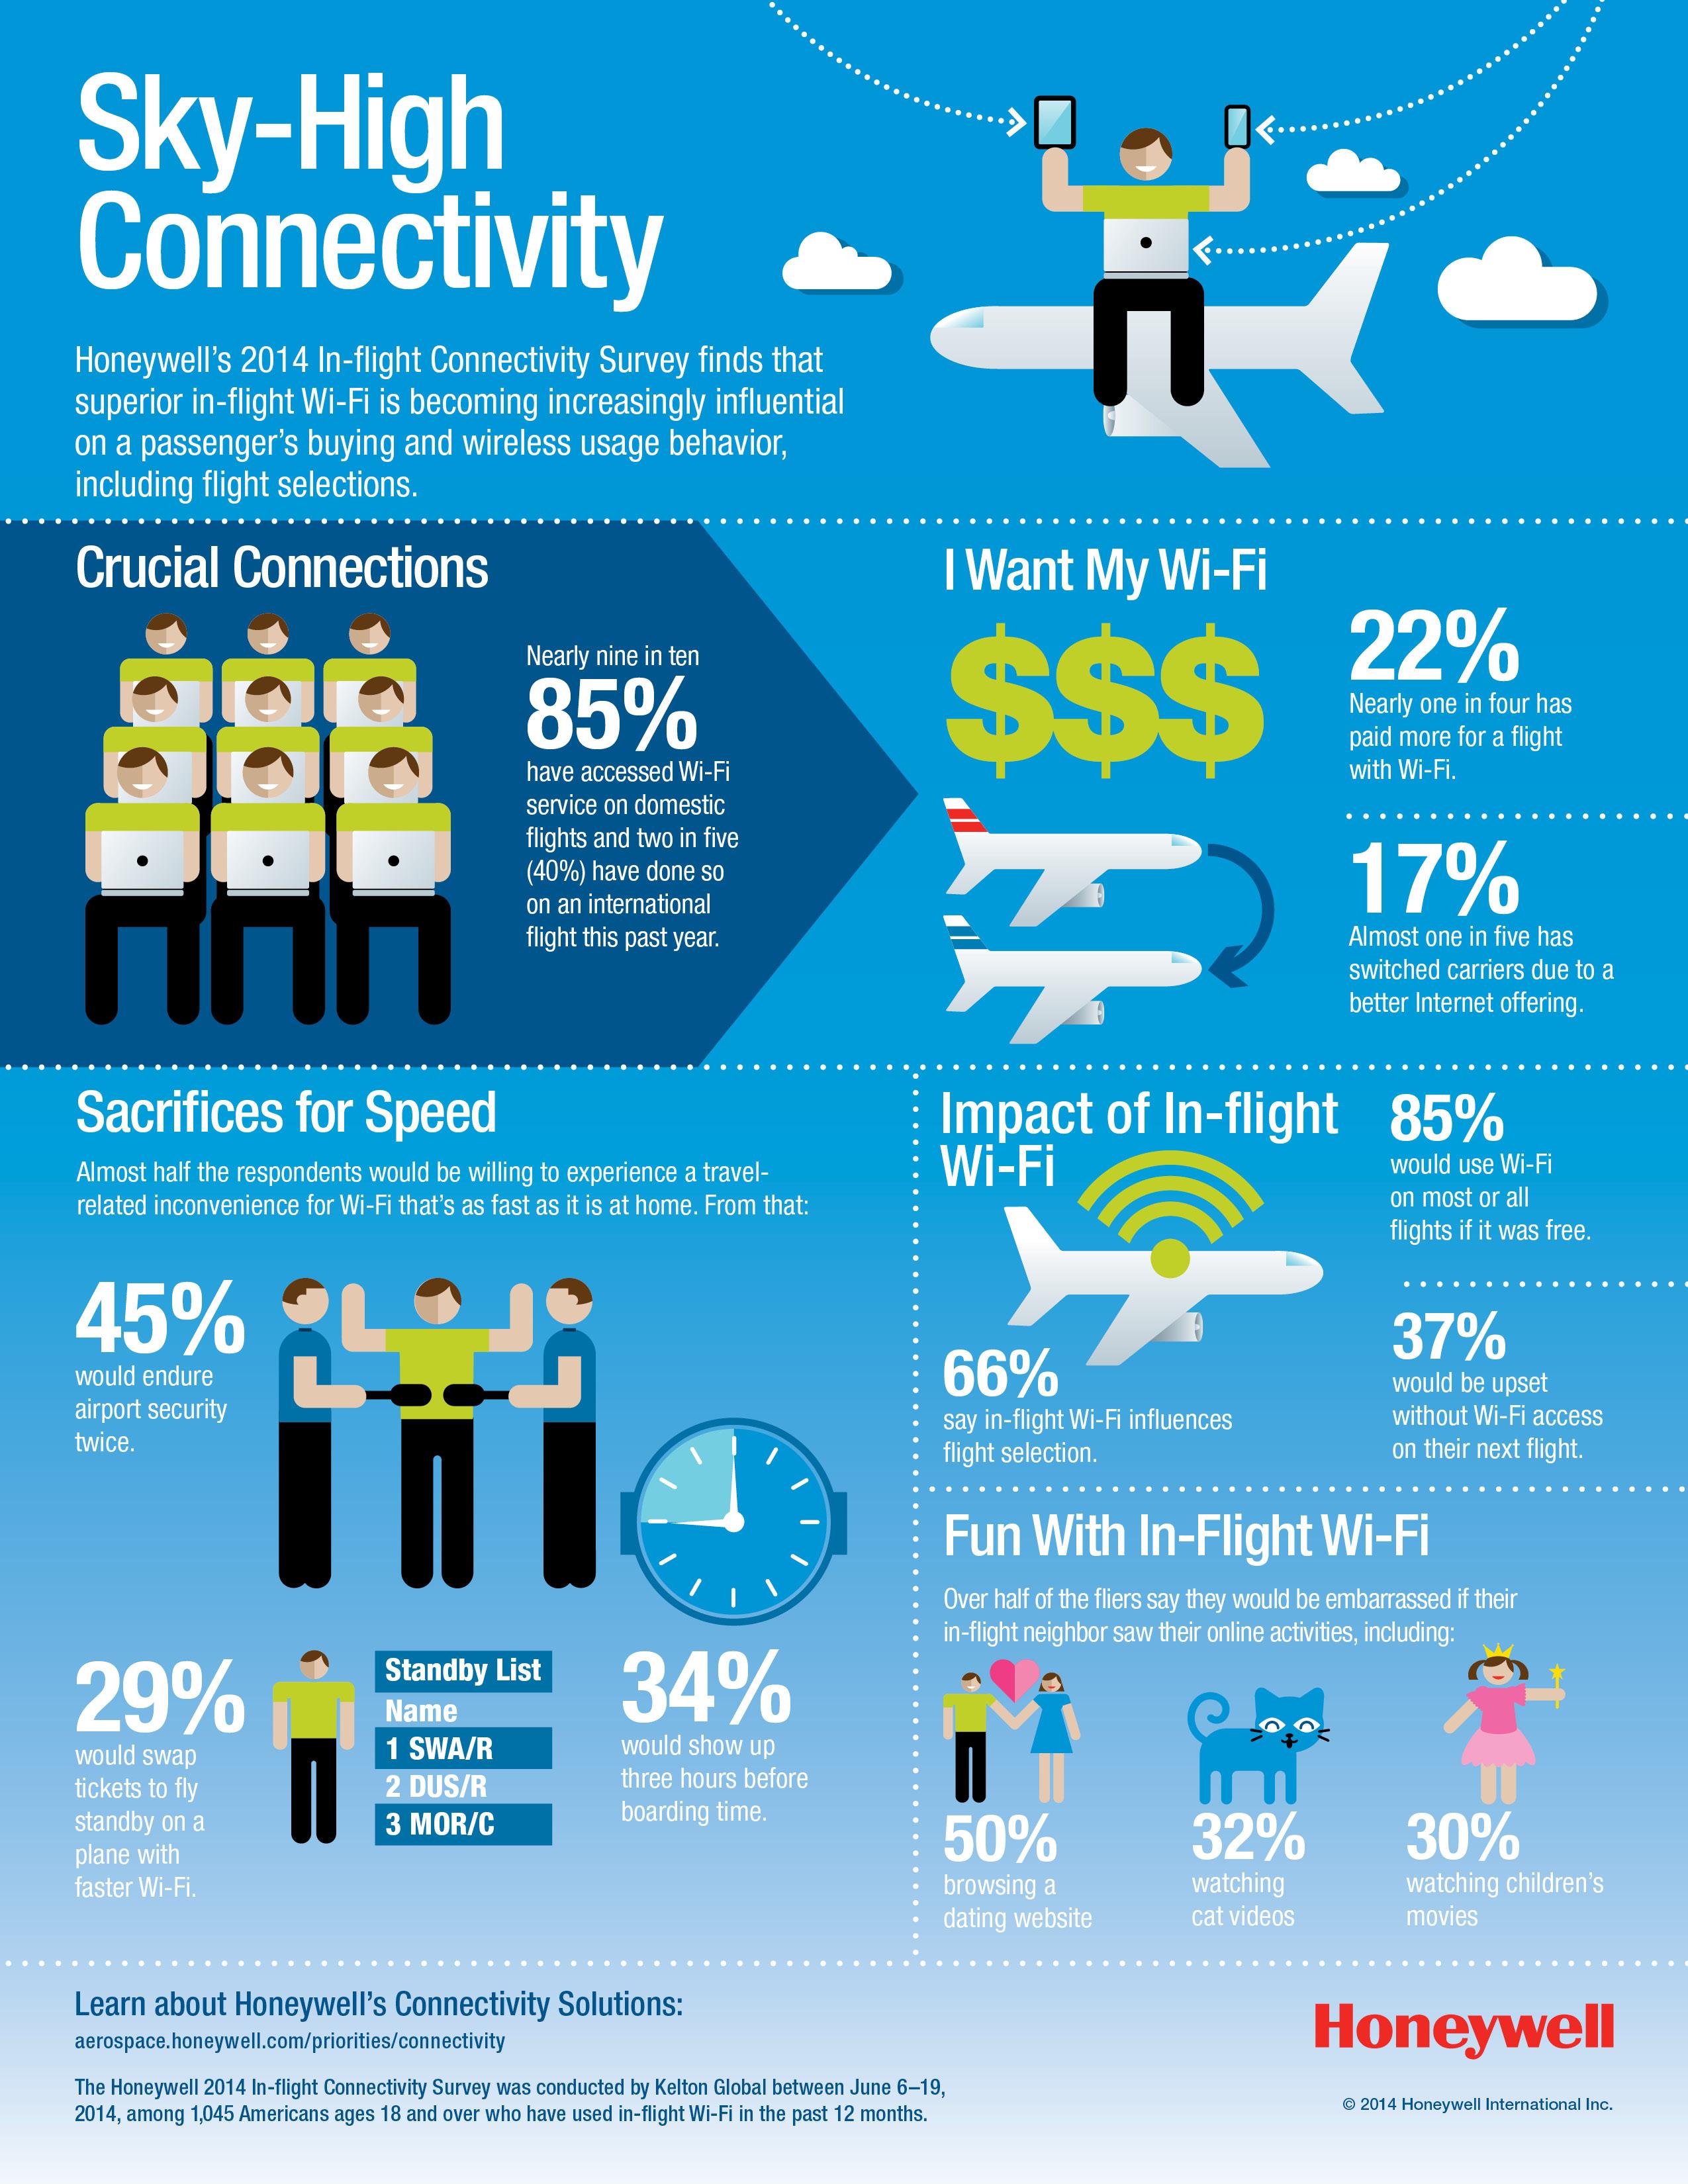 Sky-High
Connectivity
Honeywell's 2014 In-flight Connectivity Survey finds that
superior in-flight Wi-Fi is becoming increasingly influential
on a passenger's buying and wireless usage behavior,
including flight selections.
Crucial Connections
Nearly nine in ten
85%
have accessed Wi-Fi
service on domestic
flights and two in five
(40%) have done so
on an international
flight this past year.
I Want My Wi-Fi
$$$
22%
Nearly one in four has
paid more for a flight
with Wi-Fi.
17%
Almost one in five has
switched carriers due to a
better Internet offering.
Sacrifices for Speed
Almost half the respondents would be willing to experience a travel-
related inconvenience for Wi-Fi that's as fast as it is at home. From that:
45%
would endure
airport security
twice.
29%
would swap
tickets to fly
standby on a
plane with
faster Wi-Fi.
Standby List
Name
1 SWA/R
2 DUS/R
3 MOR/C
34%
would show up
three hours before
boarding time.
Impact of In-flight
Wi-Fi
66%
say in-flight Wi-Fi influences
flight selection.
85%
would use Wi-Fi
on most or all
flights if it was free.
37%
would be upset
without Wi-Fi access
on their next flight.
Fun With In-Flight Wi-Fi
Over half of the fliers say they would be embarrassed if their
in-flight neighbor saw their online activities, including:
50%
browsing a
dating website
32%
watching
cat videos
30%
watching children's
movies
Learn about Honeywell's Connectivity Solutions:
aerospace.honeywell.com/priorities/connectivity
The Honeywell 2014 In-flight Connectivity Survey was conducted by Kelton Global between June 6–19,
2014, among 1,045 Americans ages 18 and over who have used in-flight Wi-Fi in the past 12 months.
Honeywell
© 2014 Honeywell International Inc.